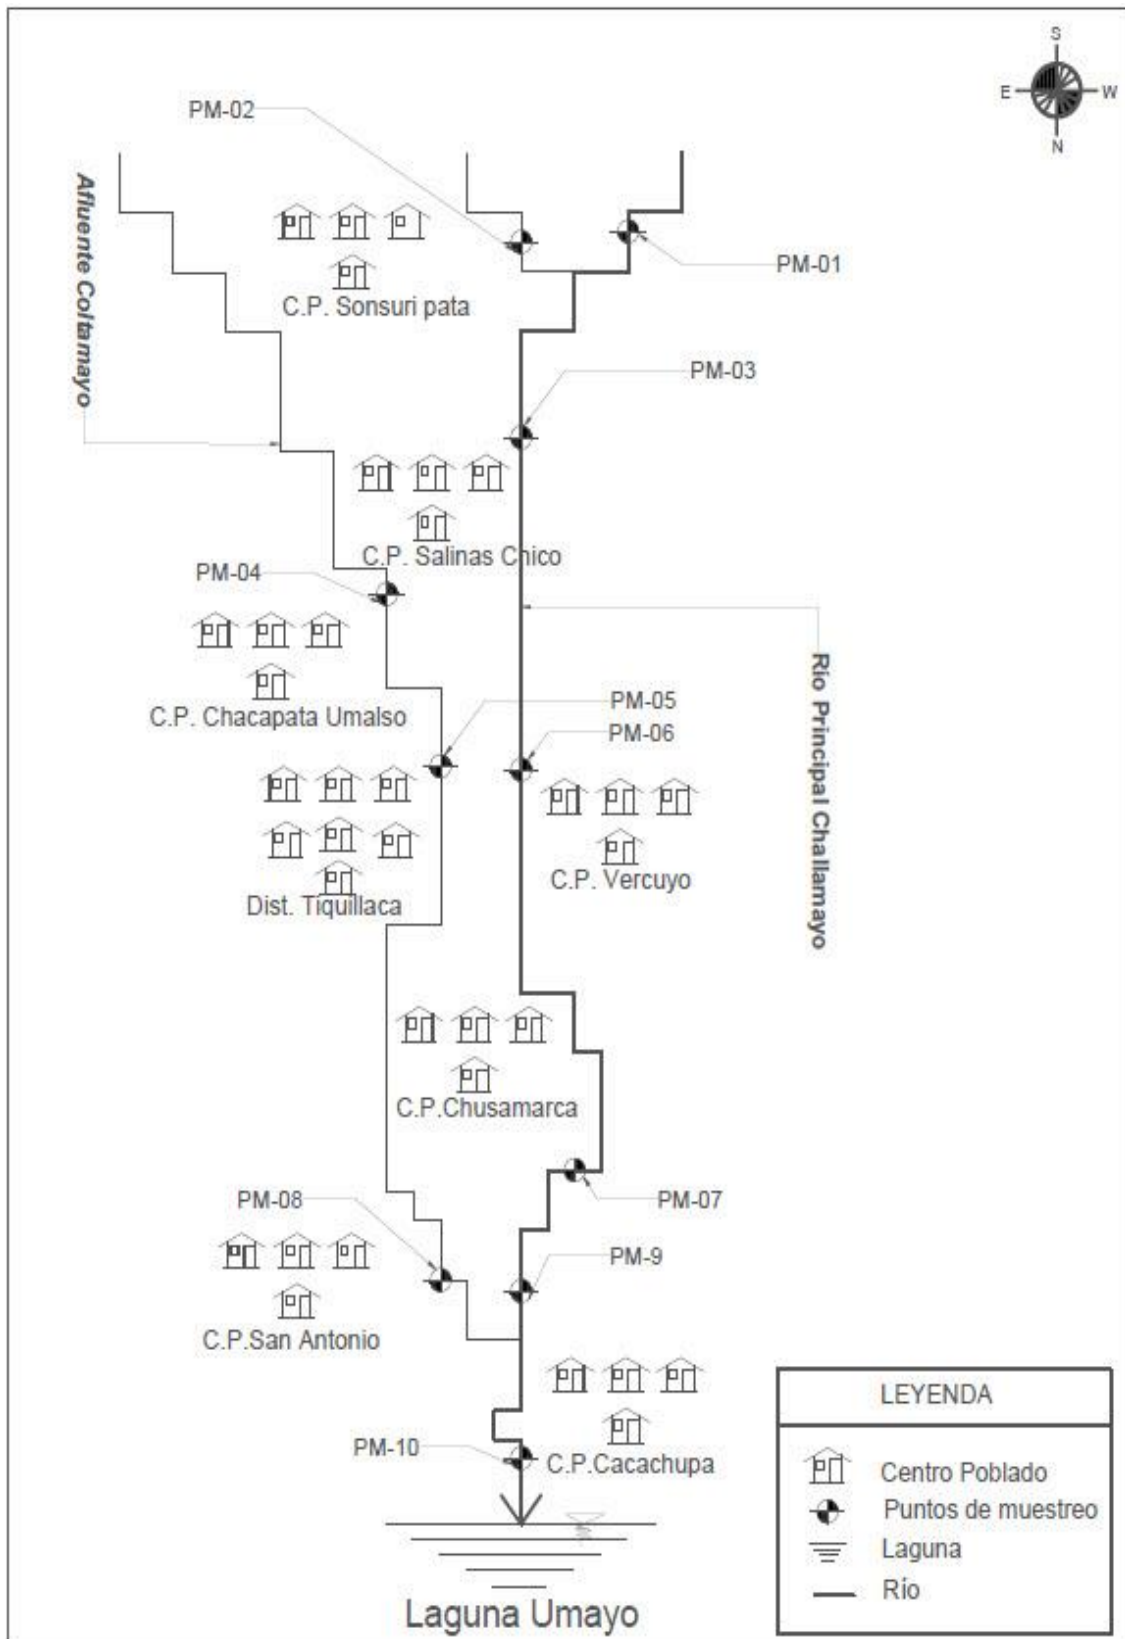 S
E
W
N
PM-02
Afluente Coltamayo
PM-01
C.P. Sonsuri pata
PM-03
C.P. Salinas Chico
PM-04
C.P. Chacapata Umalso
PM-05
PM-06
Río Principal Challamayo
C.P. Vercuyo
Dist. Tiquillaca
C.P.Chusamarca
PM-08
PM-07
PM-9
C.P.San Antonio
PM-10
C.P.Cacachupa
LEYENDA
Centro Poblado
Puntos de muestreo
Laguna
Río
Laguna Umayo